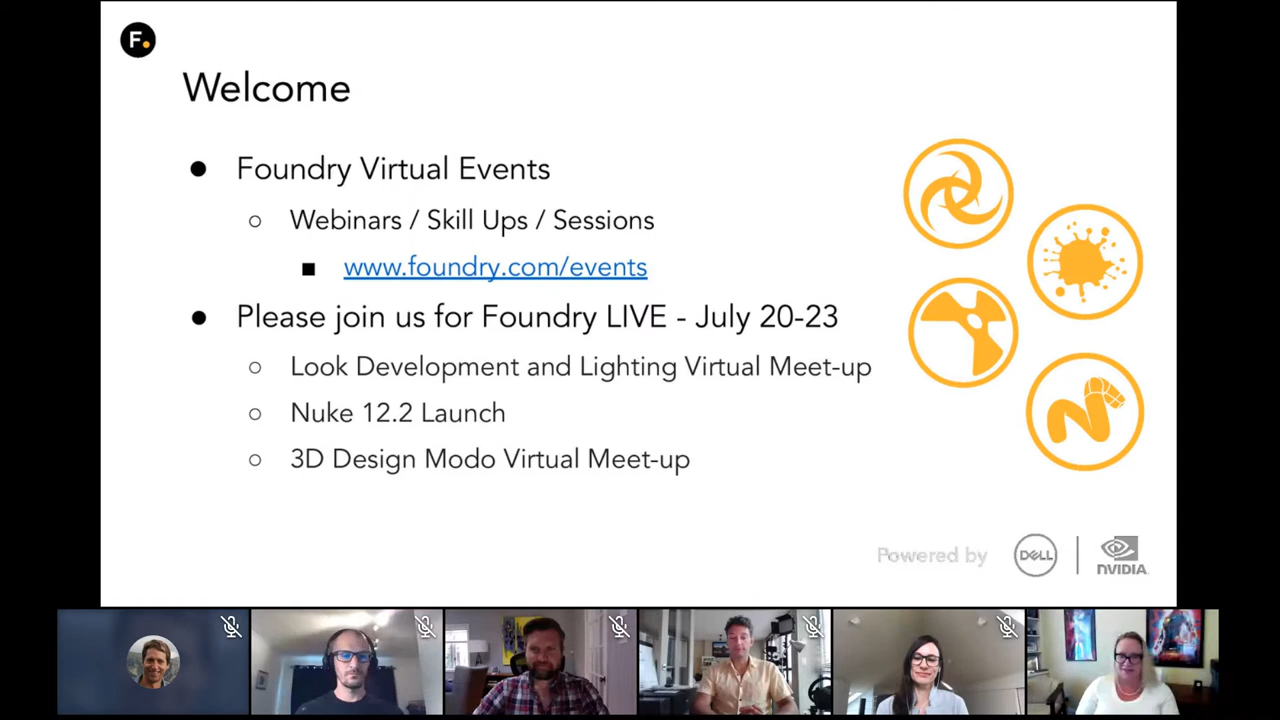 F.
Welcome
Foundry Virtual Events
Webinars / Skill Ups / Sessions
www.foundry.com/events
Please join us for Foundry LIVE - July 20-23
Look Development and Lighting Virtual Meet-up
Nuke 12.2 Launch
3D Design Modo Virtual Meet-up
Powered by DELL NVIDIA